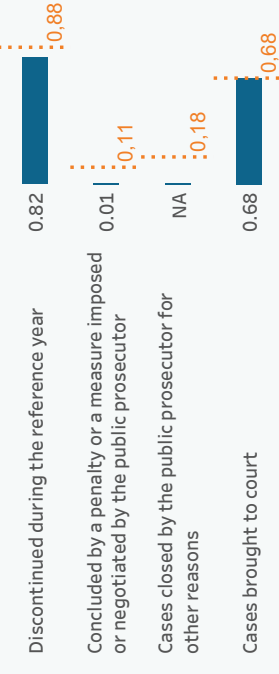 Discontinued during the reference year
0.82
0,88
Concluded by a penalty or a measure imposed
or negotiated by the public prosecutor
0.01
0,11
Cases closed by the public prosecutor for
other reasons
NA
0,18
Cases brought to court
0.68
0,68